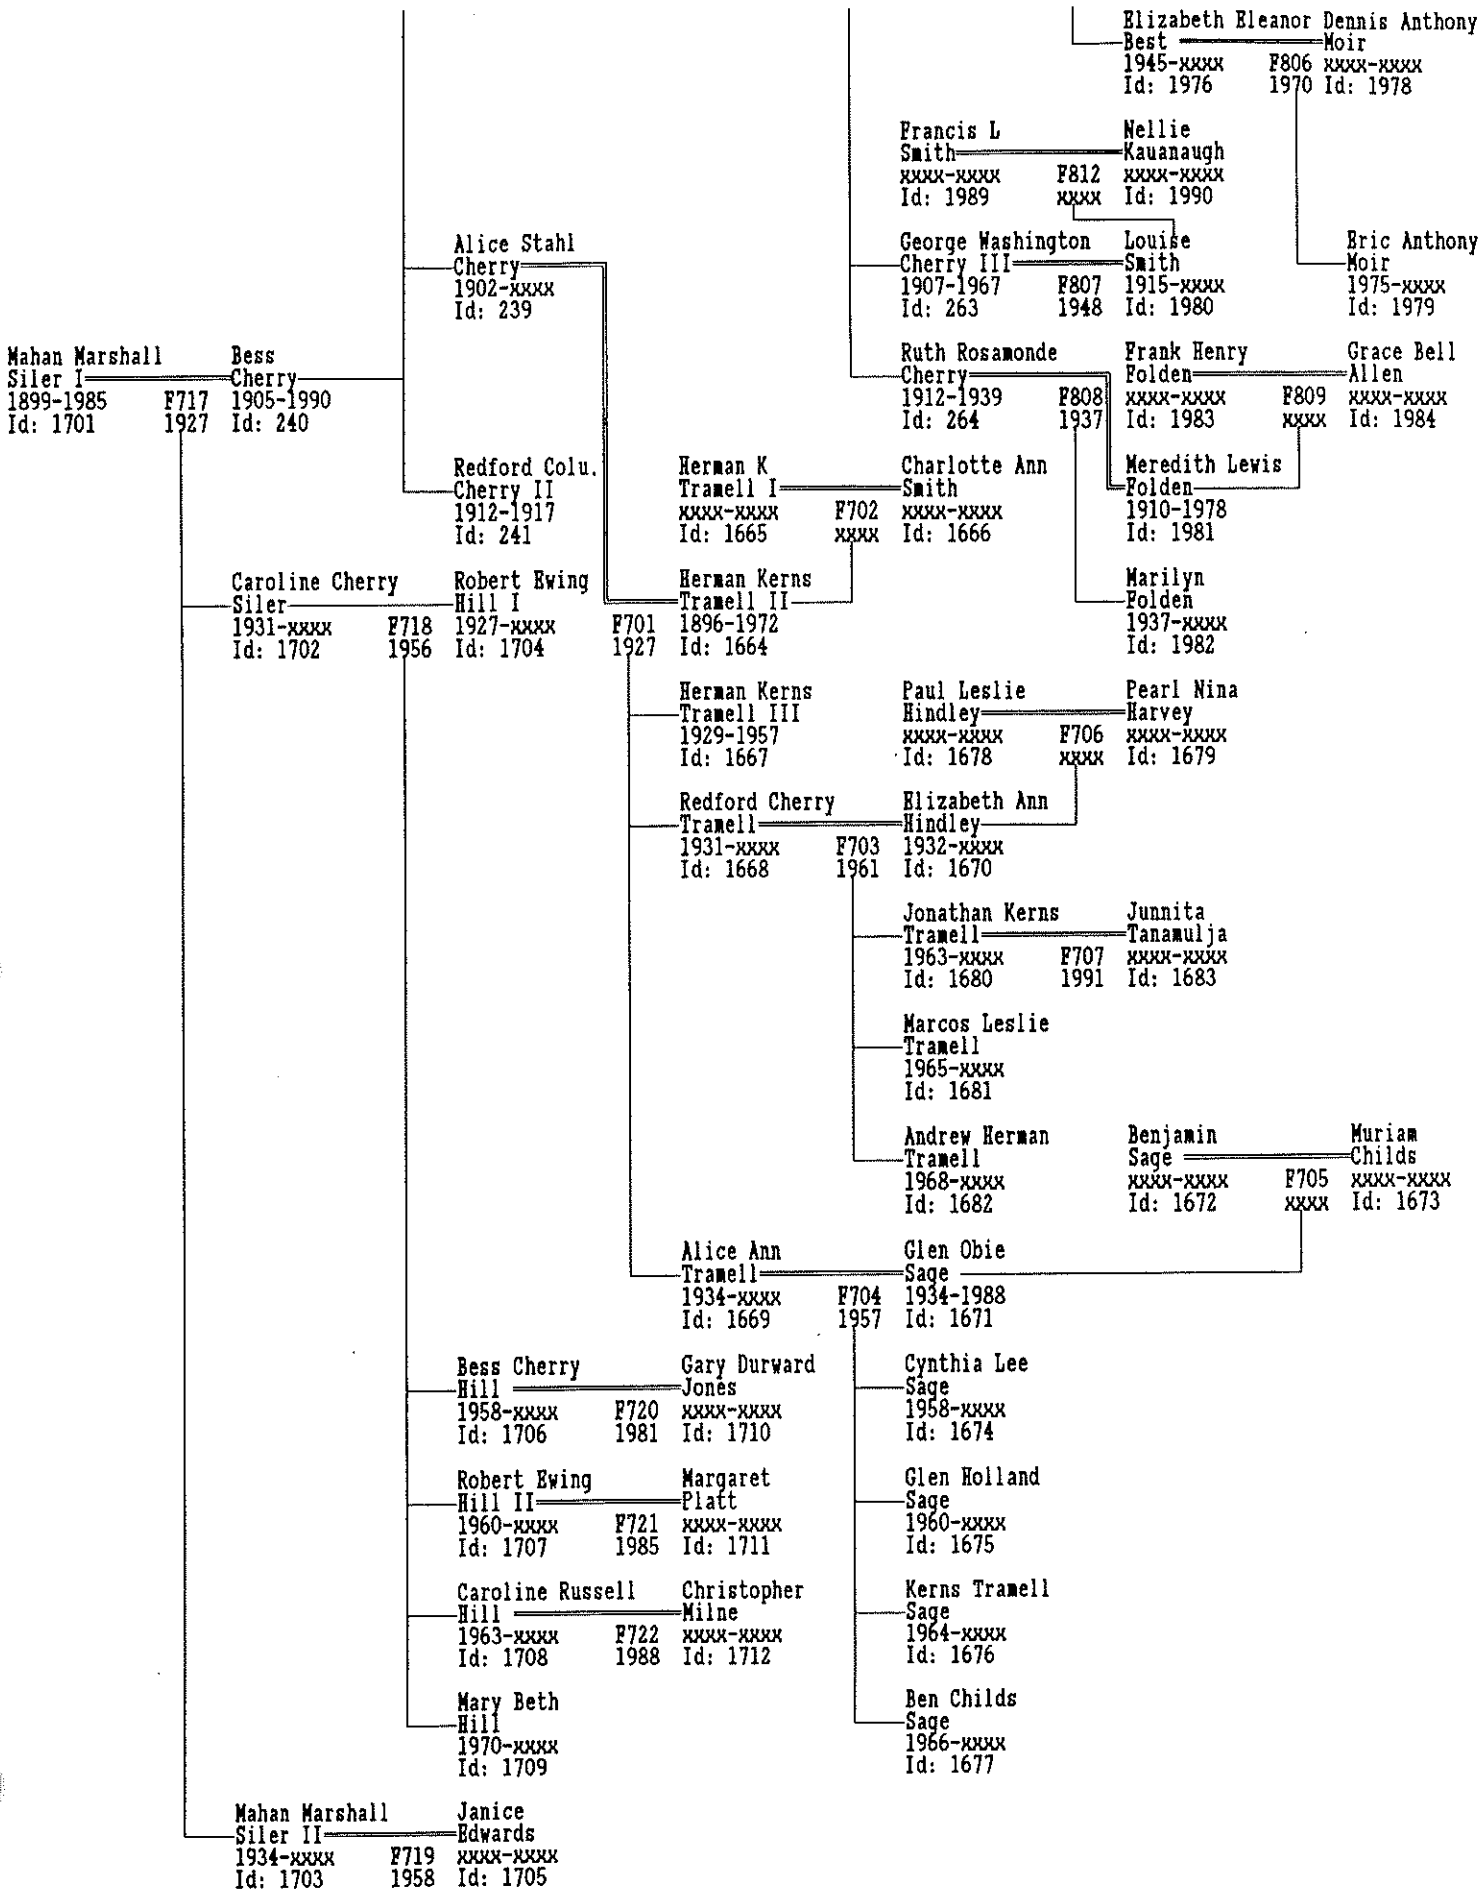 Elizabeth Eleanor Dennis Anthony
Best Moir
1945-xxxx F806 xxxx-xxxx
Id: 1976 1970 Id: 1978
Francis L Nellie
Smith Kauanaugh
xxxx-xxxx F812 xxxx-xxxx
Id: 1989 xxxx Id: 1990
Alice Stahl George Washington Louise Eric Anthony
Cherry Cherry III Smith Moir
1902-xxxx 1907-1967 F807 1915-xxxx 1975-xxxx
Id: 239 Id: 263 1948 Id: 1980 Id: 1979
Mahan Marshall Bess Ruth Rosamonde Frank Henry Grace Bell
Siler I Cherry Cherry Folden Allen
1899-1985 F717 1905-1990 1912-1939 F808 xxxx-xxxx F809 xxxx-xxxx
Id: 1701 1927 Id: 240 Id: 264 1937 Id: 1983 xxxx Id: 1984
Redford Colu. Herman K Charlotte Ann Meredith Lewis
Cherry II Tramell I Smith Folden
1912-1917 xxxx-xxxx F702 xxxx-xxxx 1910-1978
Id: 241 Id: 1665 xxxx Id: 1666 Id: 1981
Caroline Cherry Robert Ewing Herman Kerns Marilyn
Siler Hill I Tramell II Folden
1931-xxxx F718 1927-xxxx F701 1896-1972 1937-xxxx
Id: 1702 1956 Id: 1704 1927 Id: 1664 Id: 1982
Herman Kerns Paul Leslie Pearl Nina
Tramell III Hindley Harvey
1929-1957 xxxx-xxxx F706 xxxx-xxxx
Id: 1667 Id: 1678 xxxx Id: 1679
Redford Cherry Elizabeth Ann
Tramell Hindley
1931-xxxx F703 1932-xxxx
Id: 1668 1961 Id: 1670
Jonathan Kerns Junnita
Tramell Tanamulja
1963-xxxx F707 xxxx-xxxx
Id: 1680 1991 Id: 1683
Marcos Leslie
Tramell
1965-xxxx
Id: 1681
Andrew Herman Benjamin Muriam
Tramell Sage Childs
1968-xxxx xxxx-xxxx F705 xxxx-xxxx
Id: 1682 Id: 1672 xxxx Id: 1673
Alice Ann Glen Obie
Tramell Sage
1934-xxxx F704 1934-1988
Id: 1669 1957 Id: 1671
Bess Cherry Gary Durward Cynthia Lee
Hill Jones Sage
1958-xxxx F720 xxxx-xxxx 1958-xxxx
Id: 1706 1981 Id: 1710 Id: 1674
Robert Ewing Margaret Glen Holland
Hill II Platt Sage
1960-xxxx F721 xxxx-xxxx 1960-xxxx
Id: 1707 1985 Id: 1711 Id: 1675
Caroline Russell Christopher Kerns Tramell
Hill Milne Sage
1963-xxxx F722 xxxx-xxxx 1964-xxxx
Id: 1708 1988 Id: 1712 Id: 1676
Mary Beth Ben Childs
Hill Sage
1970-xxxx 1966-xxxx
Id: 1709 Id: 1677
Mahan Marshall Janice
Siler II Edwards
1934-xxxx F719 xxxx-xxxx
Id: 1703 1958 Id: 1705